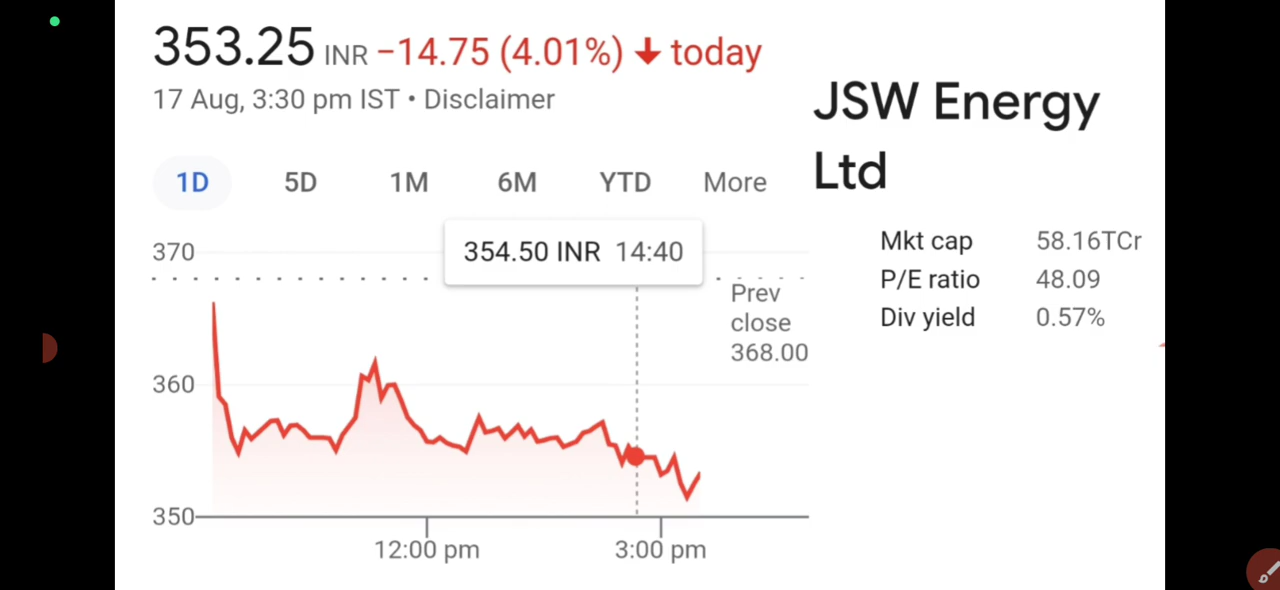 353.25 INR −14.75 (4.01%) ↓ today
17 Aug, 3:30 pm IST • Disclaimer
JSW Energy
Ltd
1D 5D 1M 6M YTD More
Mkt cap 58.16TCr
P/E ratio 48.09
Div yield 0.57%
354.50 INR 14:40
370
Prev
close
368.00
360
350
12:00 pm 3:00 pm